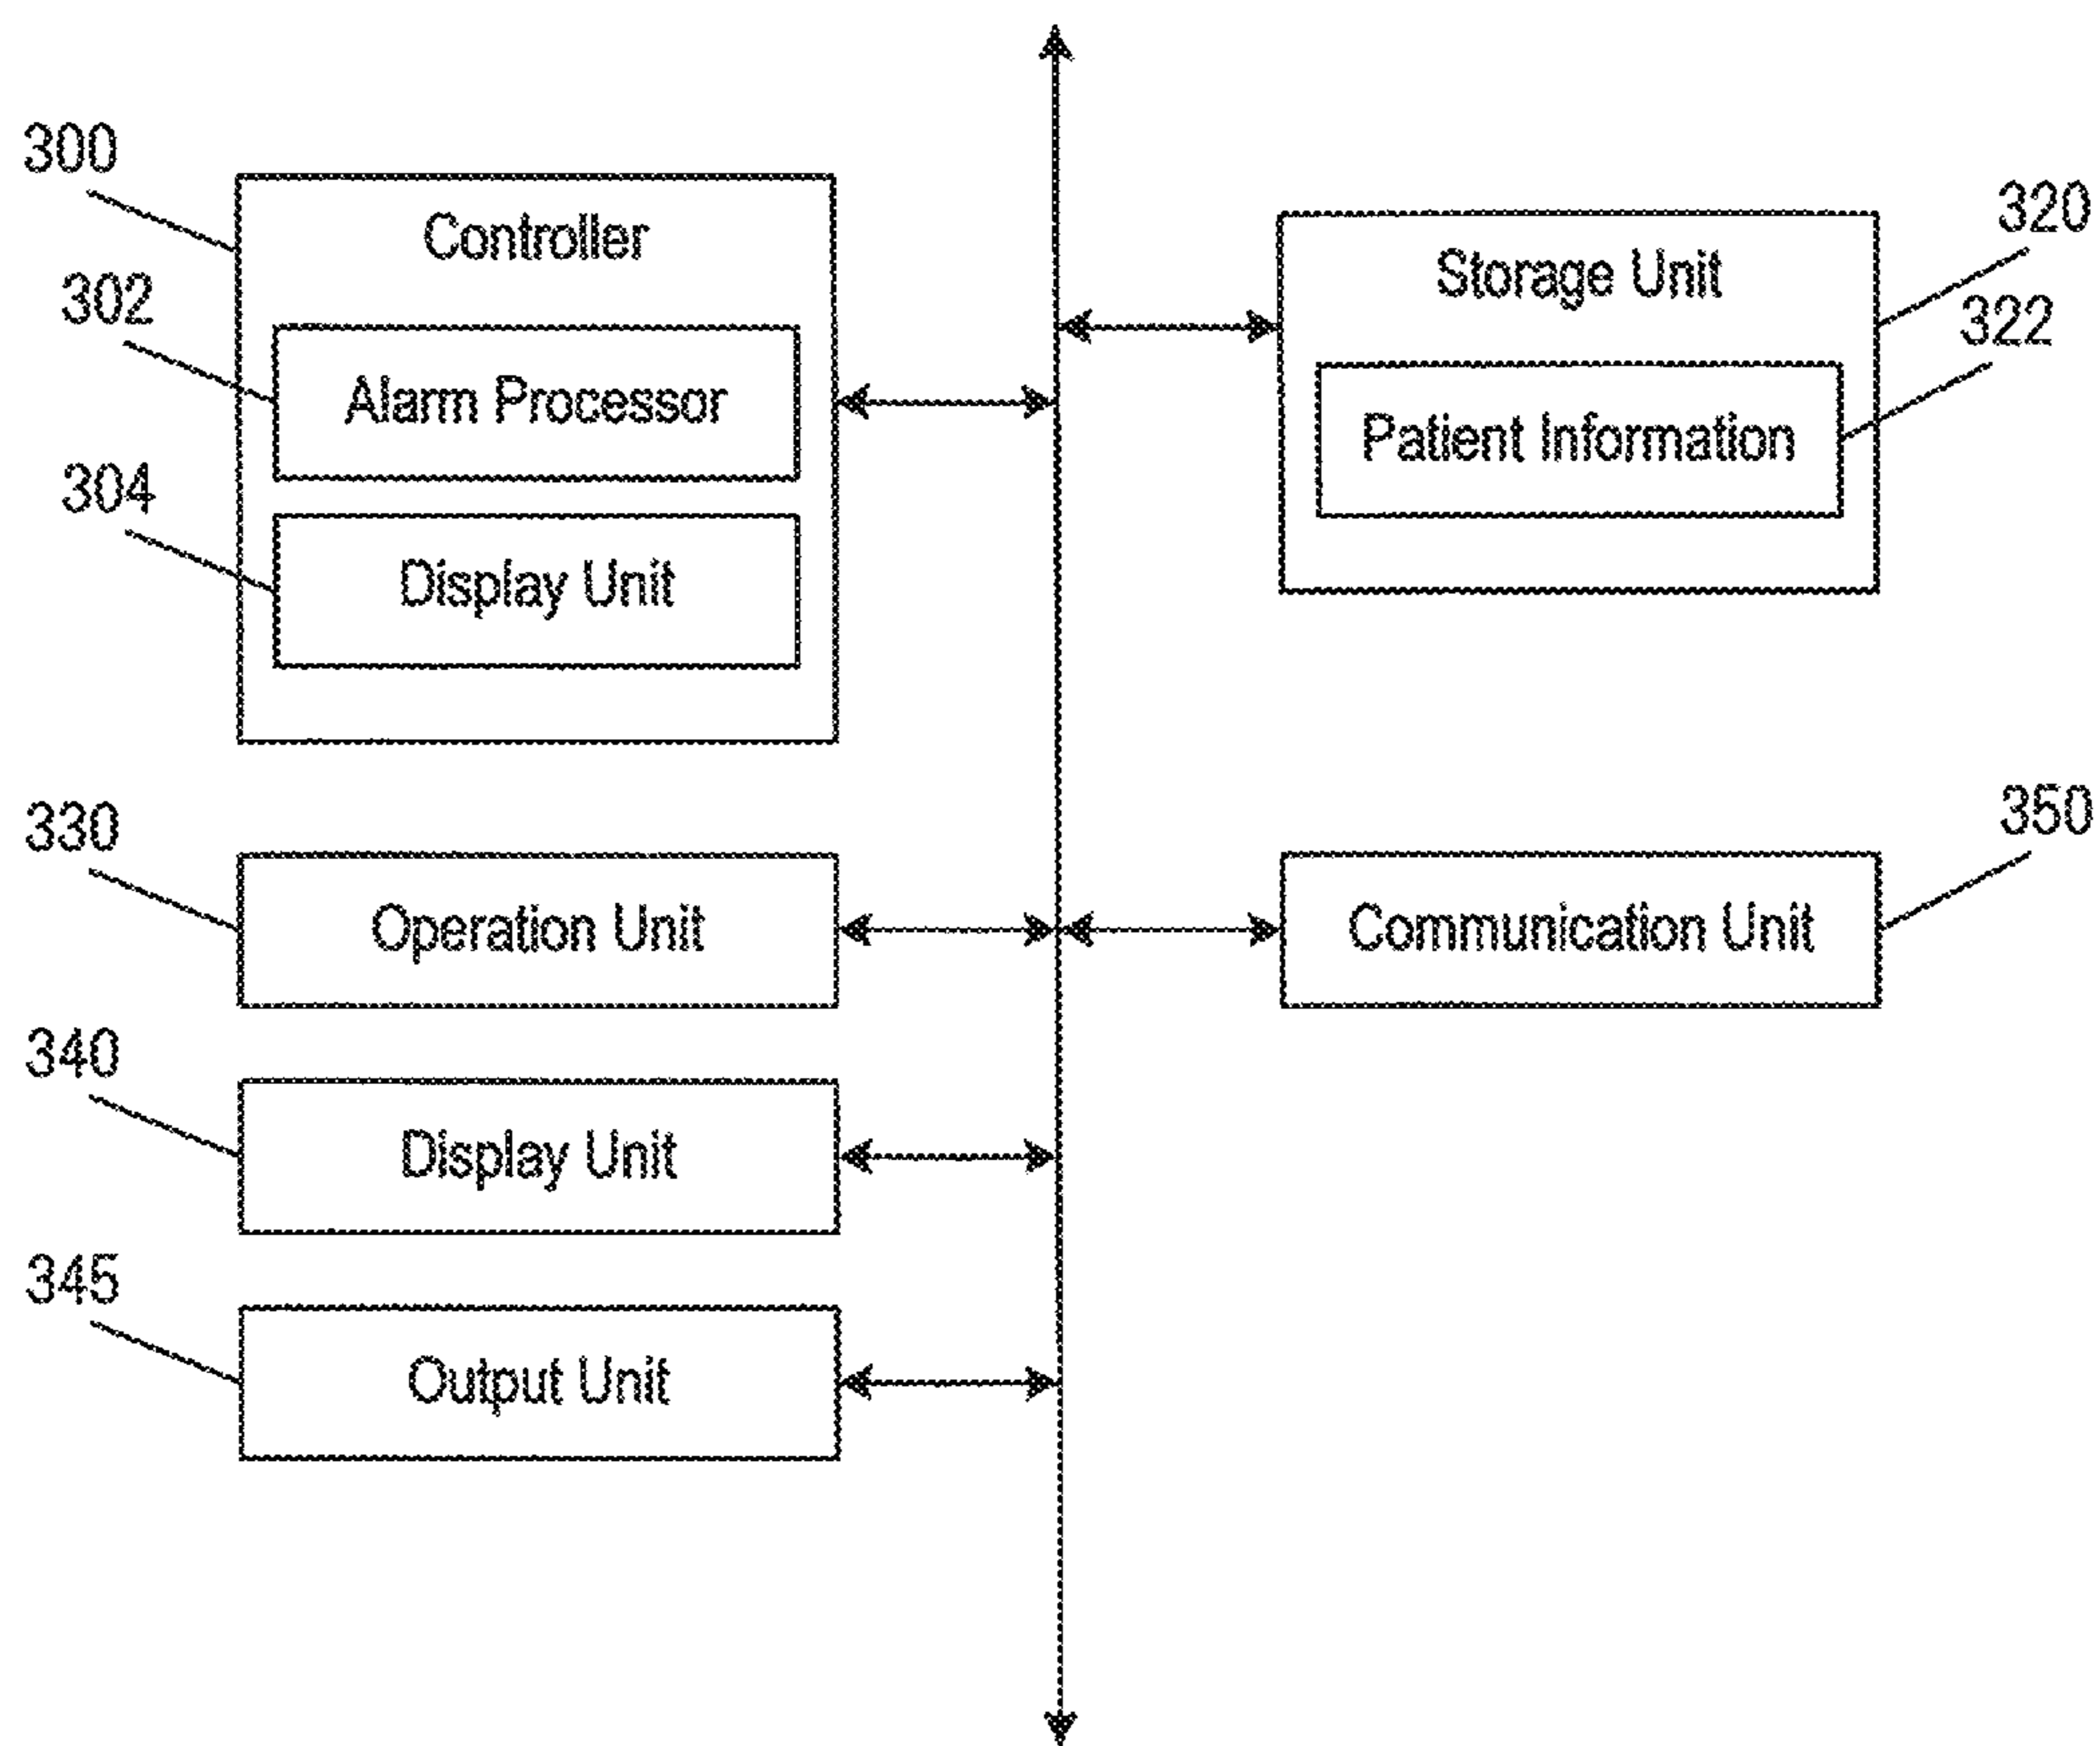 300
Controller
302
Alarm Processor
304
Display Unit
320
Storage Unit
322
Patient Information
330
Operation Unit
350
Communication Unit
340
Display Unit
345
Output Unit